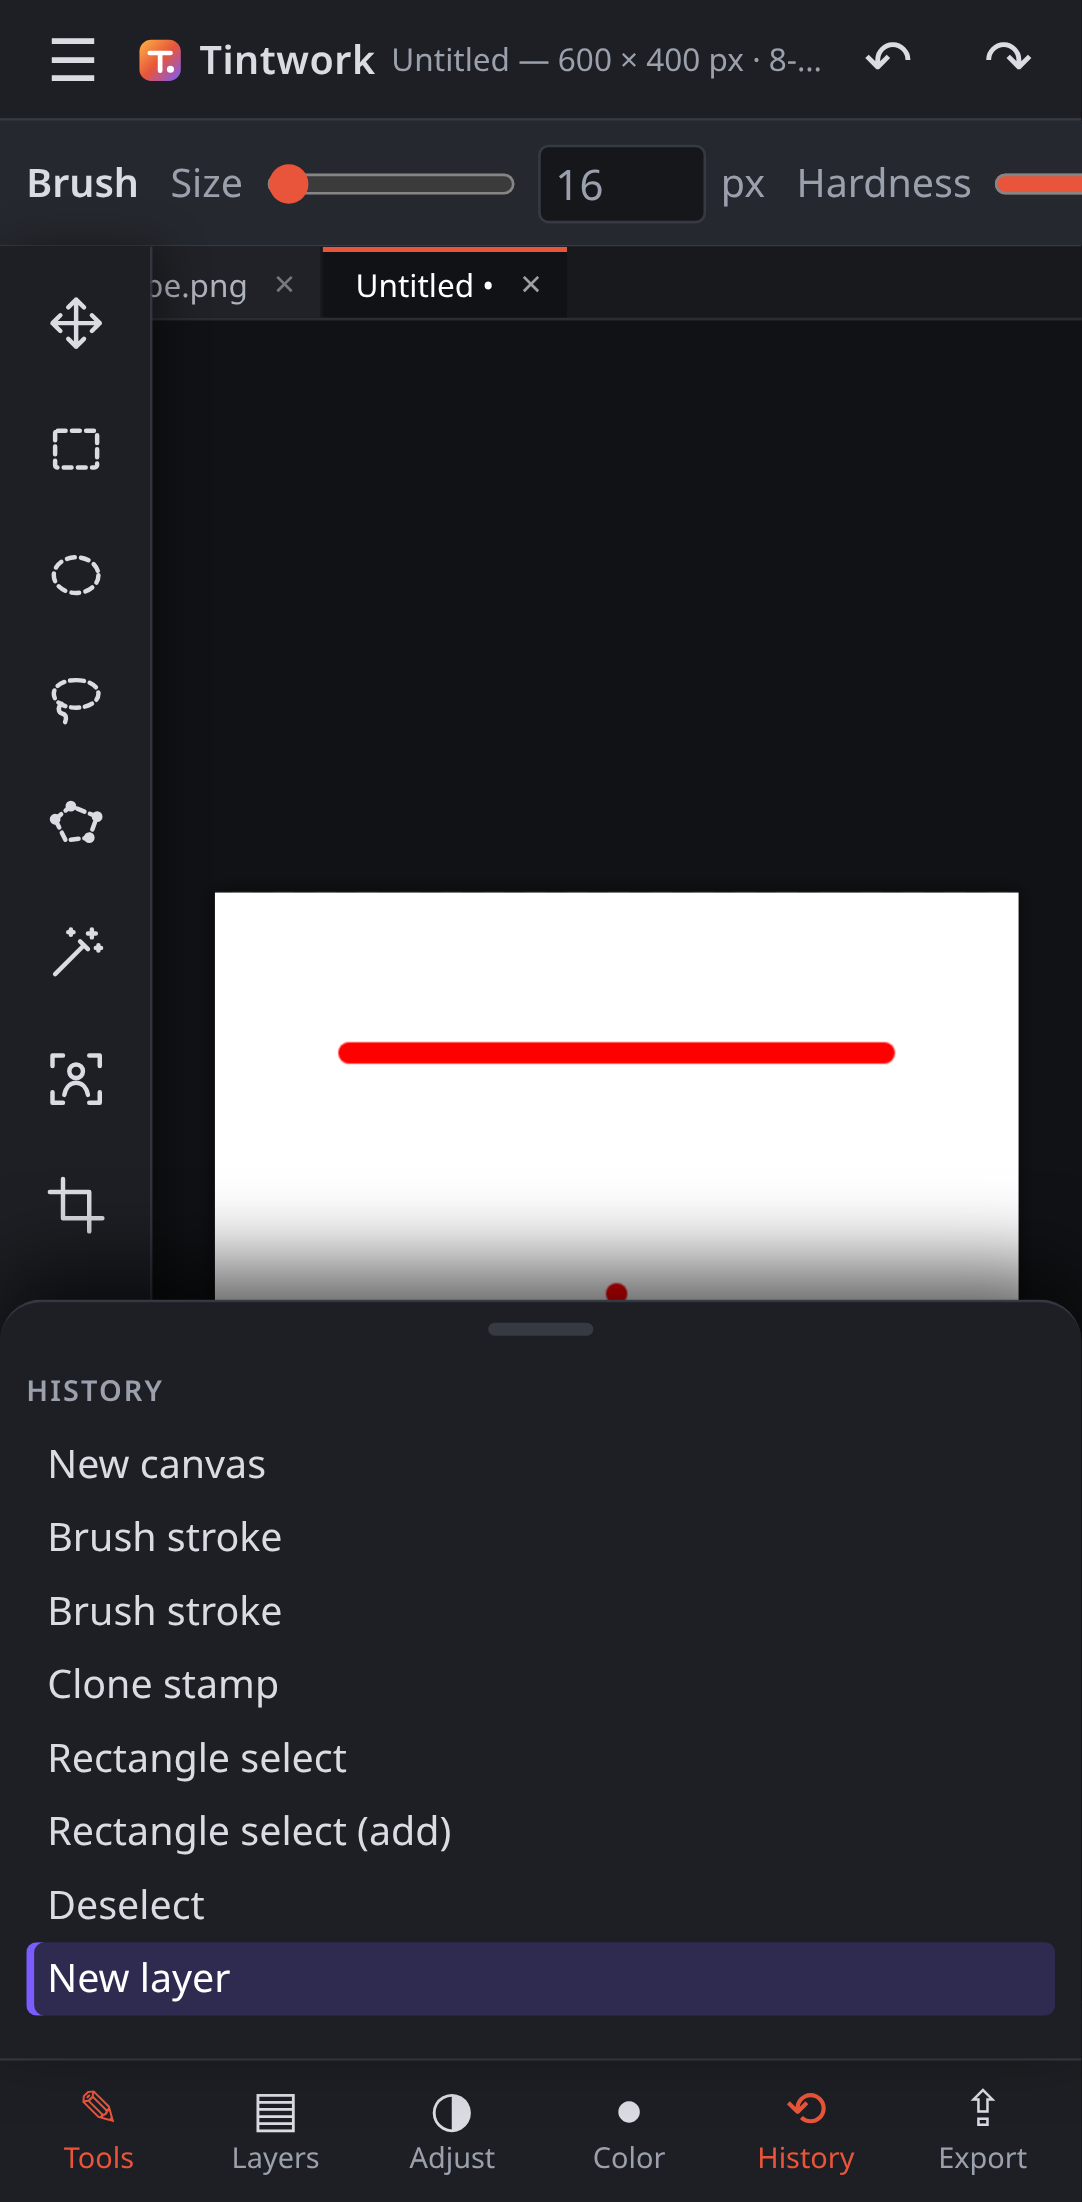 Tintwork Untitled — 600 × 400 px · 8-...
Brush Size 16 px Hardness
be.png × Untitled • ×
HISTORY
New canvas
Brush stroke
Brush stroke
Clone stamp
Rectangle select
Rectangle select (add)
Deselect
New layer
Tools Layers Adjust Color History Export